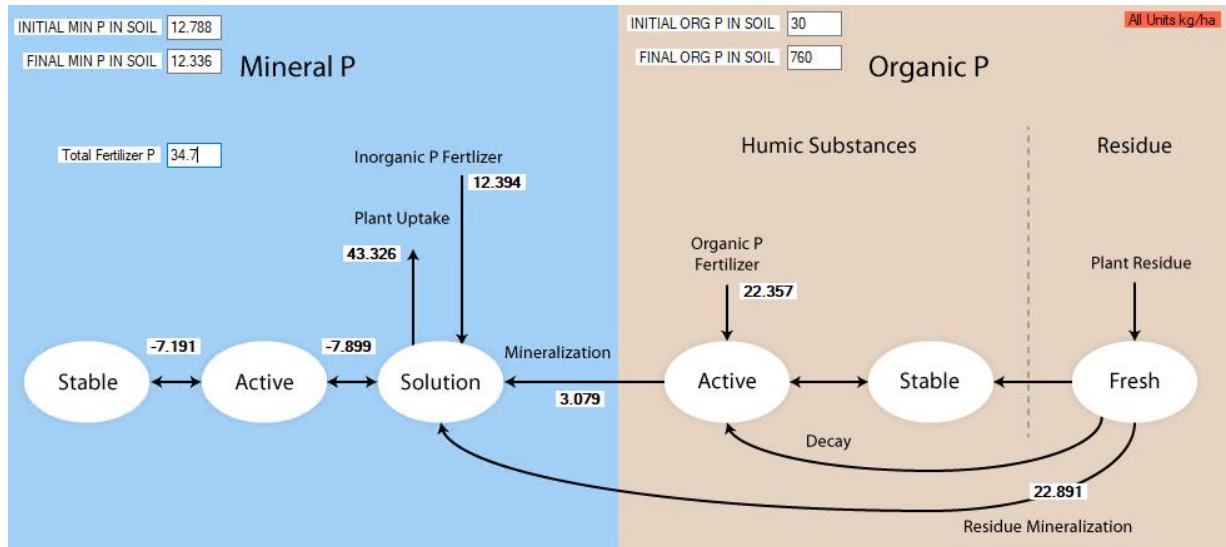 INITIAL MIN P IN SOIL 12.788
FINAL MIN P IN SOIL 12.336
Mineral P
INITIAL ORG P IN SOIL 30
FINAL ORG P IN SOIL 760
Organic P
All Units kg/ha
Total Fertilizer P 34.7
Inorganic P Fertlizer
12.394
Plant Uptake
43.326
Humic Substances
Residue
Organic P
Fertilizer
22.357
Plant Residue
-7.191
-7.899
Mineralization
3.079
Stable
Active
Solution
Active
Stable
Fresh
Decay
22.891
Residue Mineralization